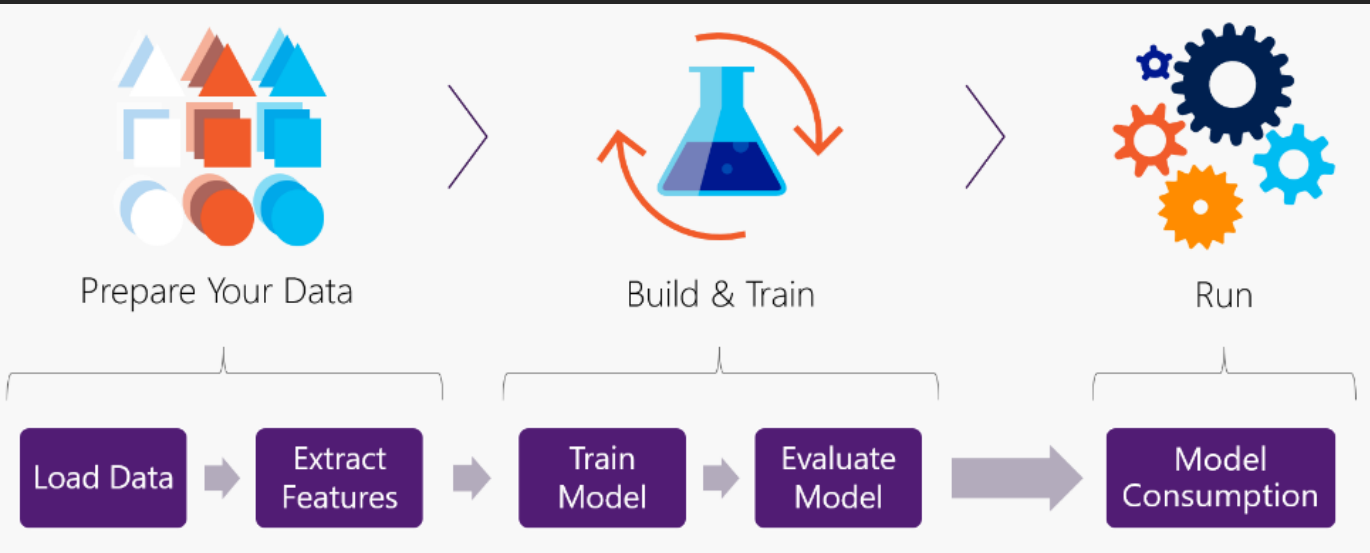 Prepare Your Data
Build & Train
Run
Load Data
Extract
Features
Train
Model
Evaluate
Model
Model
Consumption